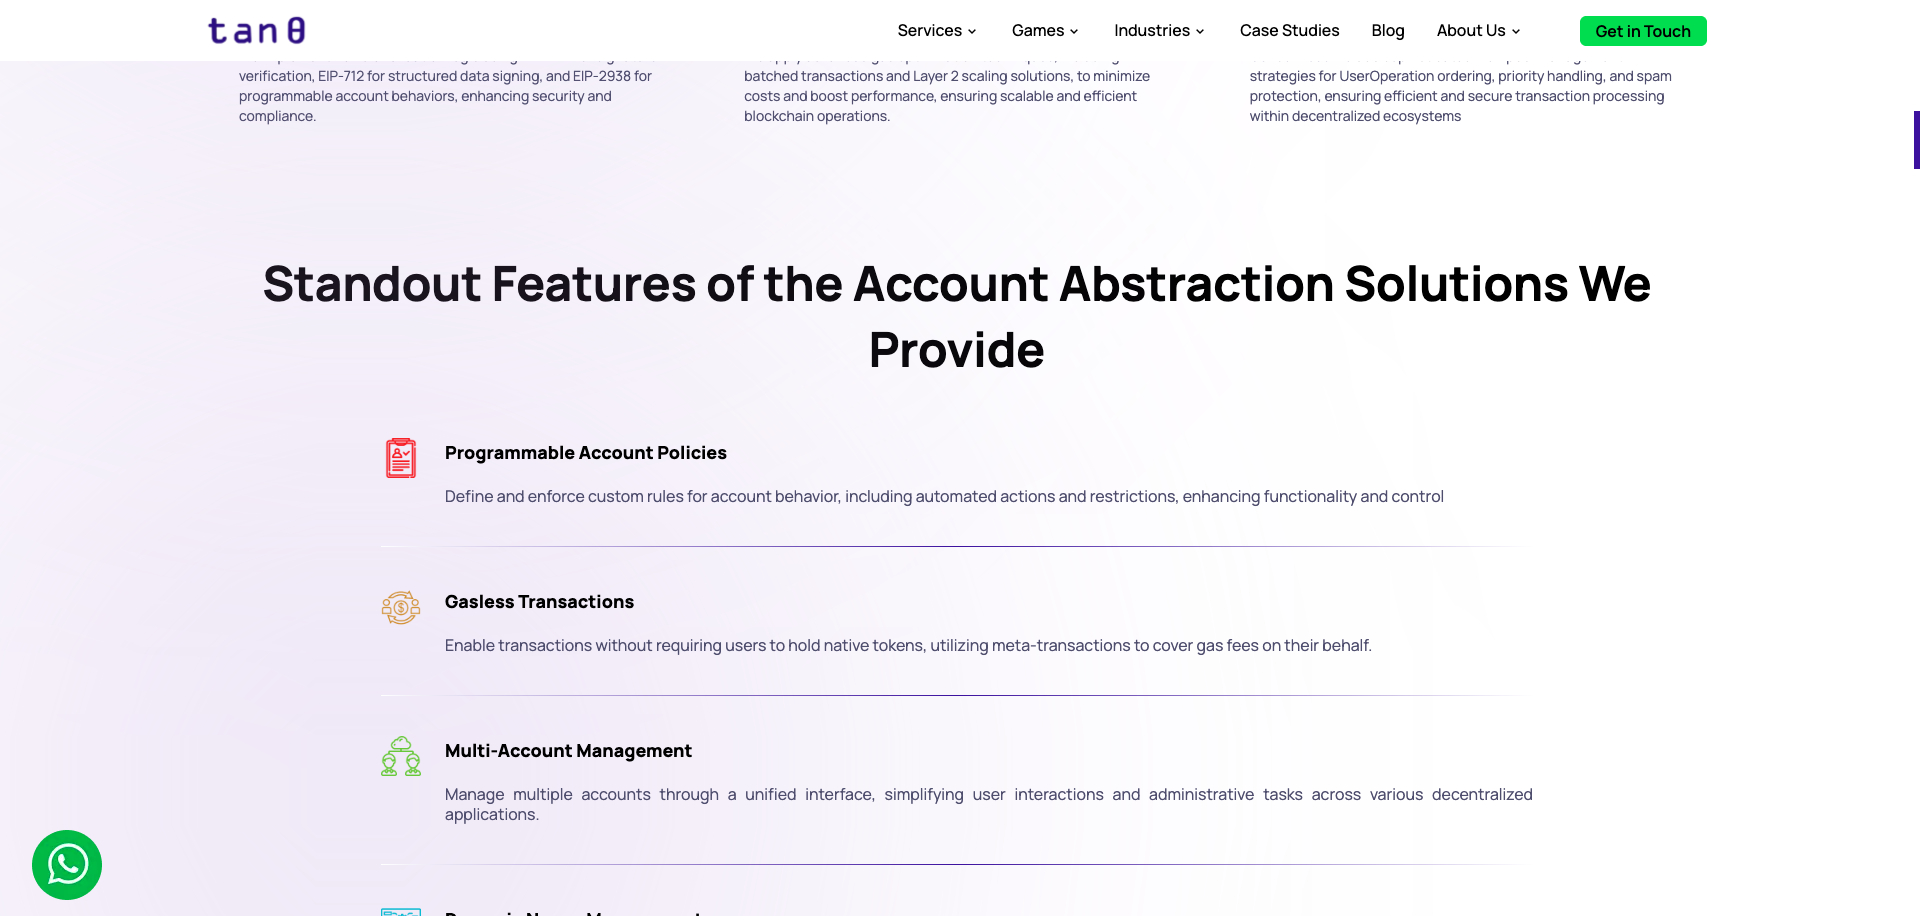 tanθ
Services
Games
Industries
Case Studies
Blog
About Us
Get in Touch
verification, EIP-712 for structured data signing, and EIP-2938 for
programmable account behaviors, enhancing security and
compliance.
batched transactions and Layer 2 scaling solutions, to minimize
costs and boost performance, ensuring scalable and efficient
blockchain operations.
strategies for UserOperation ordering, priority handling, and spam
protection, ensuring efficient and secure transaction processing
within decentralized ecosystems
Standout Features of the Account Abstraction Solutions We
Provide
Programmable Account Policies
Define and enforce custom rules for account behavior, including automated actions and restrictions, enhancing functionality and control
Gasless Transactions
Enable transactions without requiring users to hold native tokens, utilizing meta-transactions to cover gas fees on their behalf.
Multi-Account Management
Manage multiple accounts through a unified interface, simplifying user interactions and administrative tasks across various decentralized
applications.